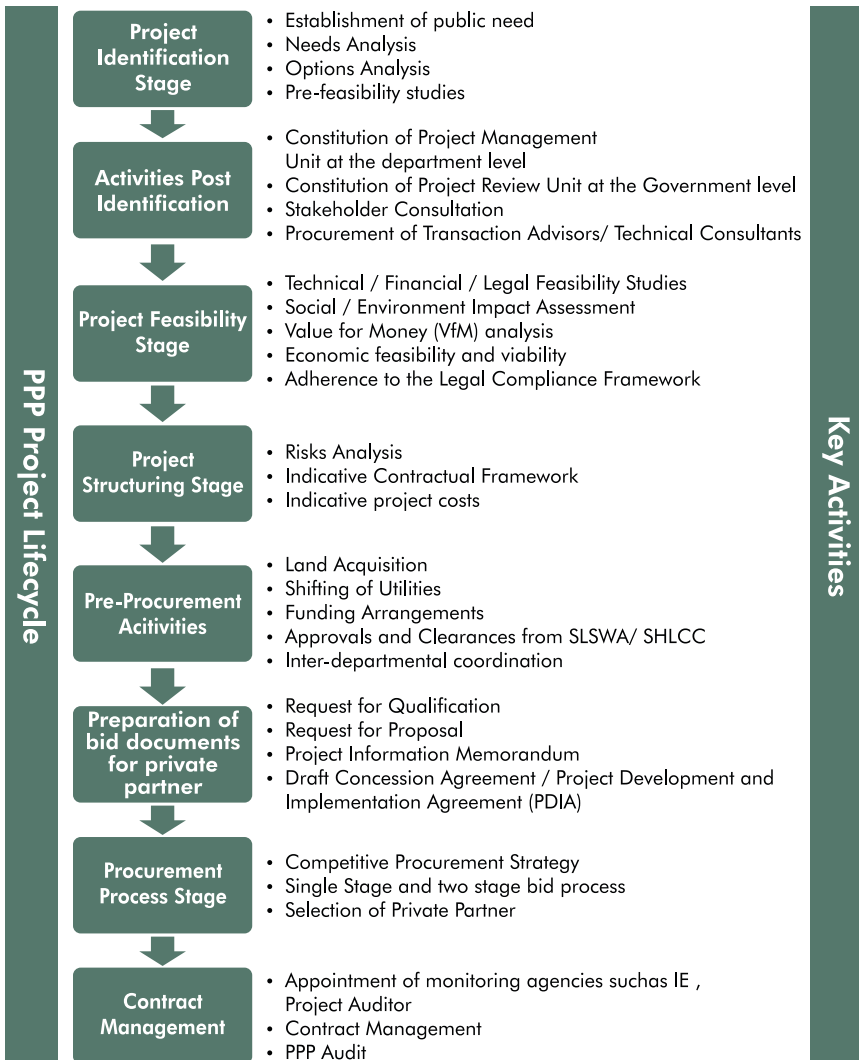 PPP Project Lifecycle
Project
Identification
Stage
• Establishment of public need
• Needs Analysis
• Options Analysis
• Pre-feasibility studies
Activities Post
Identification
• Constitution of Project Management
Unit at the department level
• Constitution of Project Review Unit at the Government level
• Stakeholder Consultation
• Procurement of Transaction Advisors/ Technical Consultants
Project Feasibility
Stage
• Technical / Financial / Legal Feasibility Studies
• Social / Environment Impact Assessment
• Value for Money (VfM) analysis
• Economic feasibility and viability
• Adherence to the Legal Compliance Framework
Project
Structuring Stage
• Risks Analysis
• Indicative Contractual Framework
• Indicative project costs
Pre-Procurement
Acitivities
• Land Acquisition
• Shifting of Utilities
• Funding Arrangements
• Approvals and Clearances from SLSWA/ SHLCC
• Inter-departmental coordination
Preparation of
bid documents
for private
partner
• Request for Qualification
• Request for Proposal
• Project Information Memorandum
• Draft Concession Agreement / Project Development and
Implementation Agreement (PDIA)
Procurement
Process Stage
• Competitive Procurement Strategy
• Single Stage and two stage bid process
• Selection of Private Partner
Contract
Management
• Appointment of monitoring agencies suchas IE ,
Project Auditor
• Contract Management
• PPP Audit
Key Activities